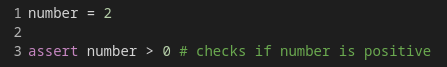 1 number = 2
2
3 assert number > 0 # checks if number is positive